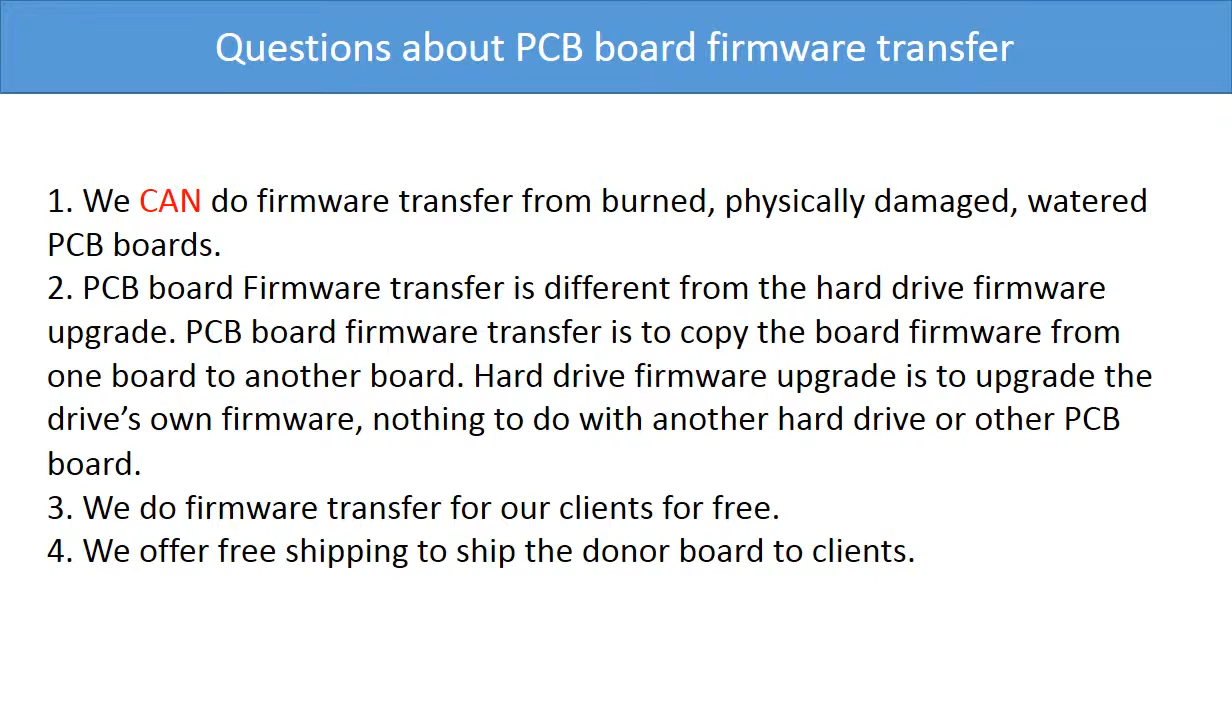 Questions about PCB board firmware transfer
1. We CAN do firmware transfer from burned, physically damaged, watered
PCB boards.
2. PCB board Firmware transfer is different from the hard drive firmware
upgrade. PCB board firmware transfer is to copy the board firmware from
one board to another board. Hard drive firmware upgrade is to upgrade the
drive’s own firmware, nothing to do with another hard drive or other PCB
board.
3. We do firmware transfer for our clients for free.
4. We offer free shipping to ship the donor board to clients.